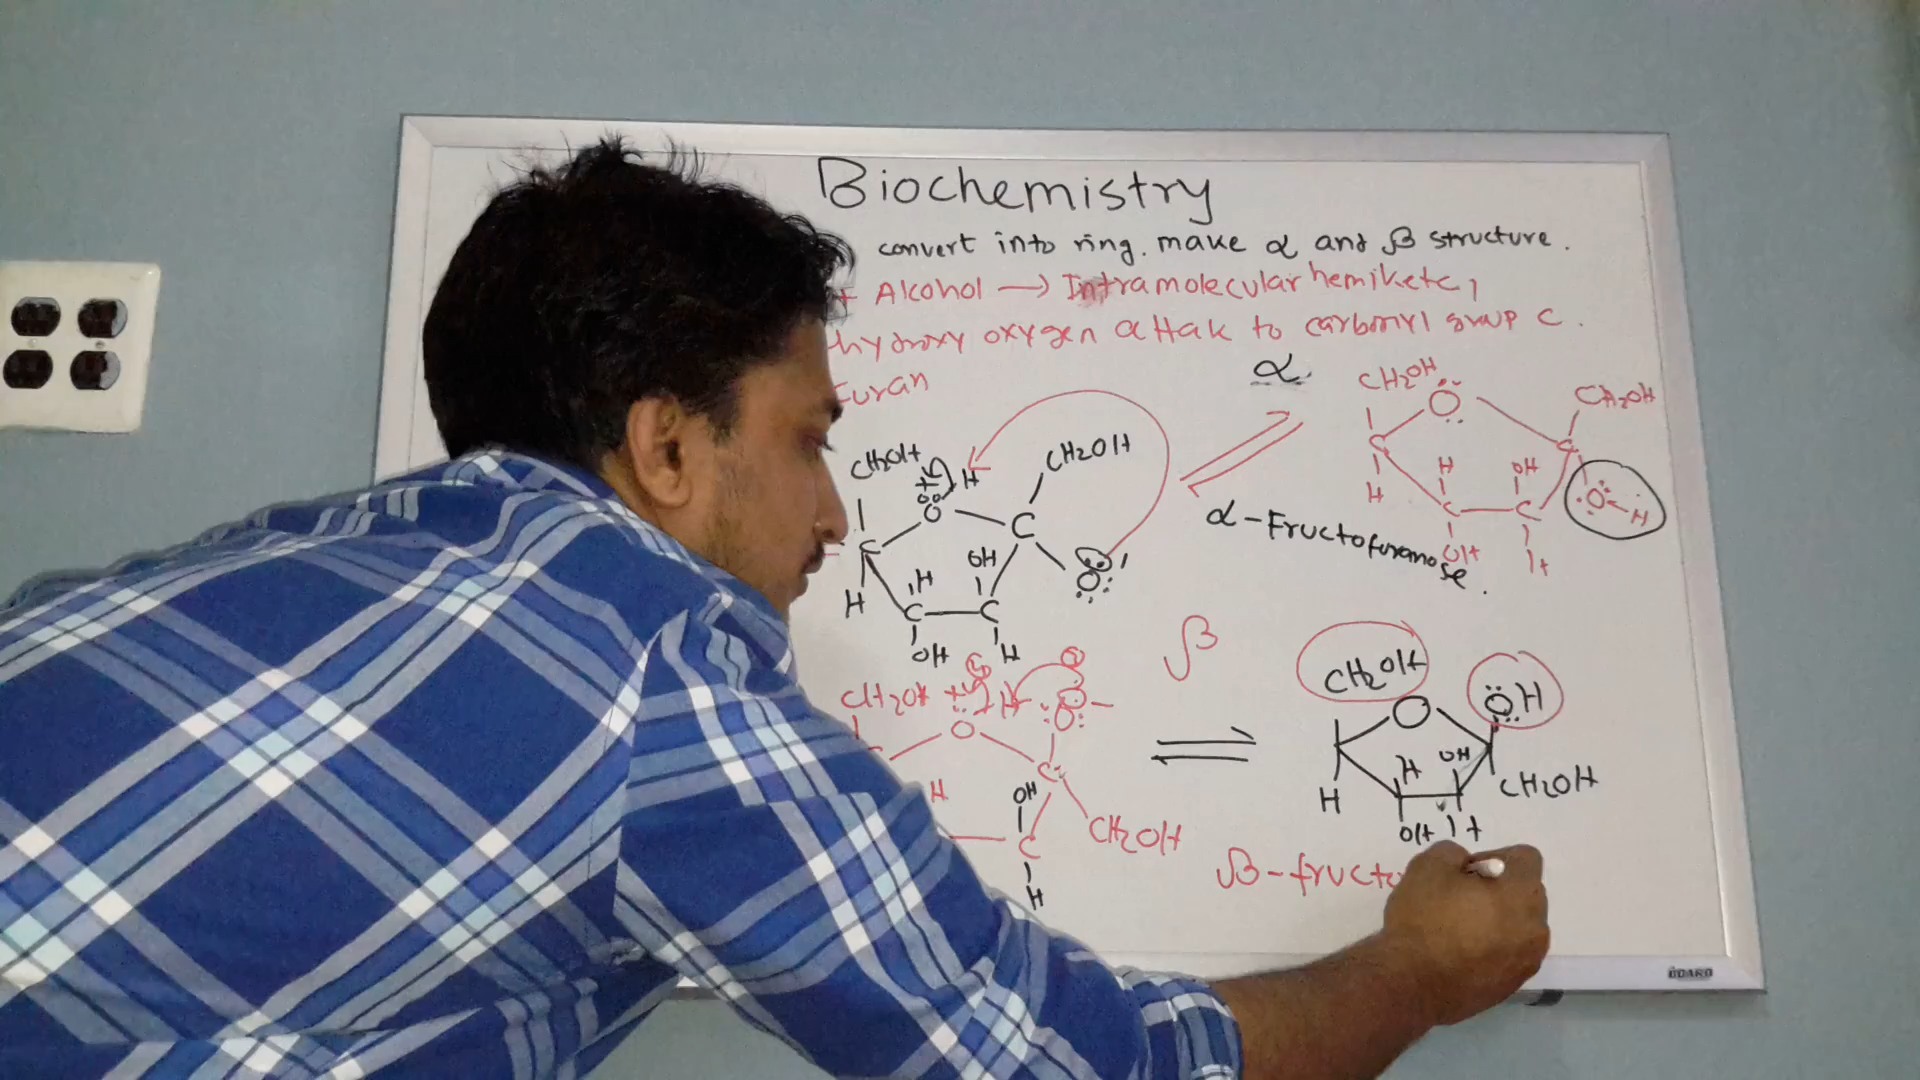 Biochemistry
convert into ring. make α and β structure.
+ Alcohol → Intramolecular hemiketc,
hydroxy oxygen attak to carbonyl group C.
Furan
α
CH2OH O CH2OH
C C
H H OH O-H
C C
OH H
α-Fructofuranose.
CH2OH + H CH2OH
O C
C OH O
H H
C C
OH H
β
CH2OH + H O
O C
H OH
C CH2OH
H
CH2OH OH
O
H OH
H CH2OH
OH H
β-fructo
BOARD